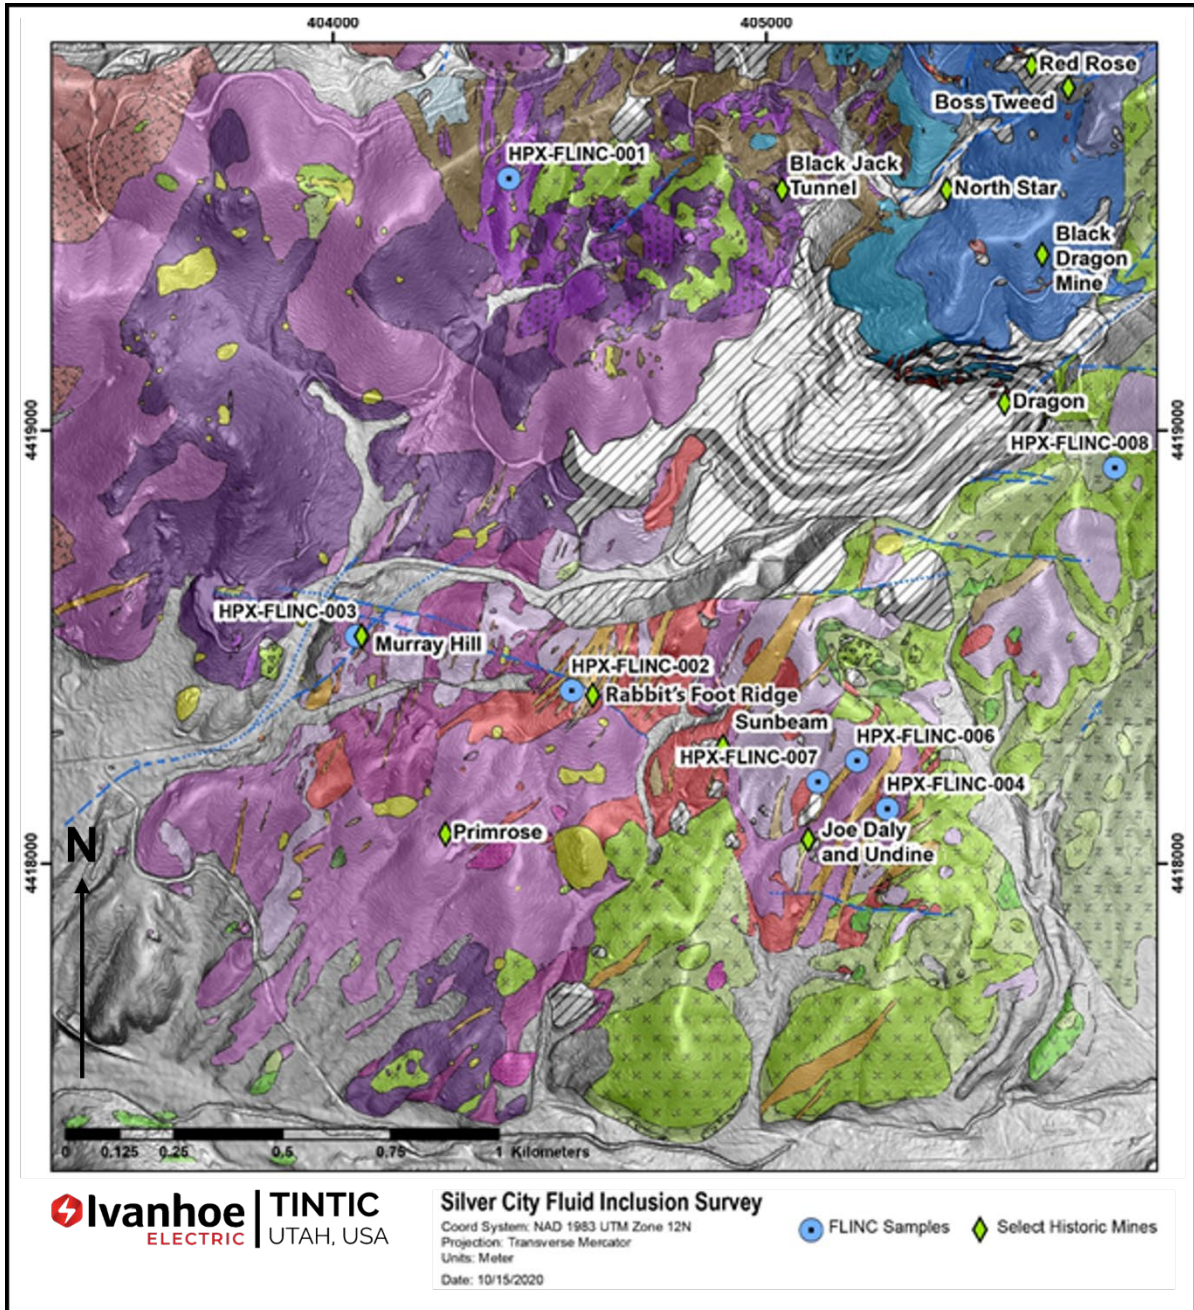 404000
405000
Red Rose
Boss Tweed
HPX-FLINC-001
Black Jack
Tunnel
North Star
Black
Dragon
Mine
Dragon
4419000
4419000
HPX-FLINC-008
HPX-FLINC-003
Murray Hill
HPX-FLINC-002
Rabbit's Foot Ridge
Sunbeam
HPX-FLINC-006
HPX-FLINC-007
HPX-FLINC-004
Primrose
Joe Daly
and Undine
4418000
4418000
N
0 0.125 0.25 0.5 0.75 1 Kilometers
Ivanhoe
ELECTRIC
TINTIC
UTAH, USA
Silver City Fluid Inclusion Survey
Coord System: NAD 1983 UTM Zone 12N
Projection: Transverse Mercator
Units: Meter
Date: 10/15/2020
FLINC Samples
Select Historic Mines